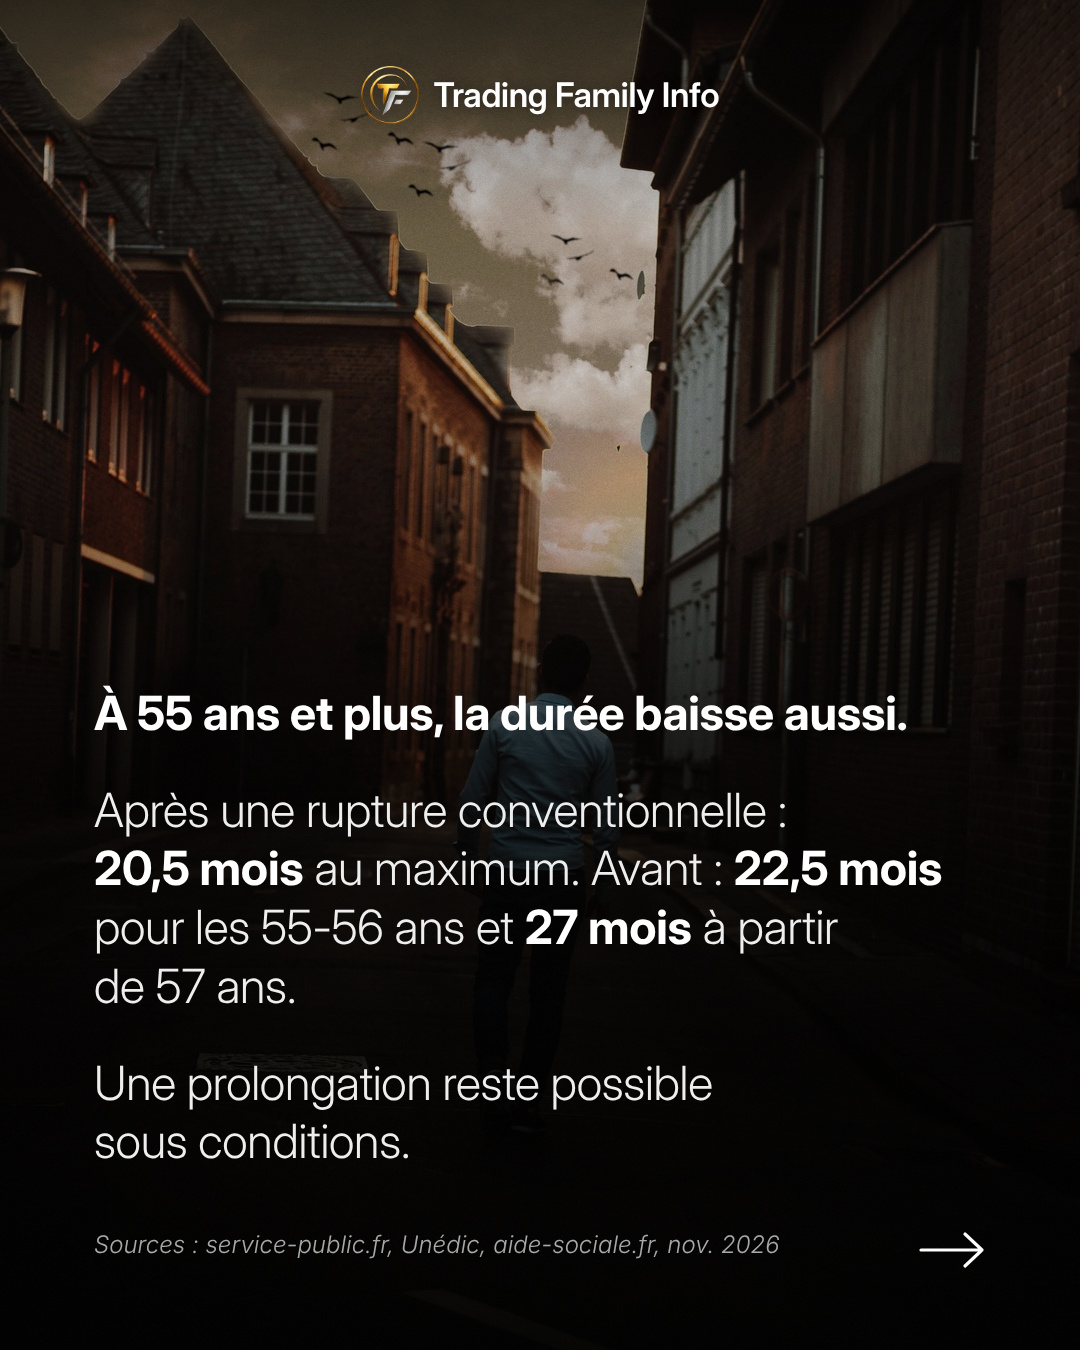 TF
Trading Family Info
À 55 ans et plus, la durée baisse aussi.
Après une rupture conventionnelle :
20,5 mois au maximum. Avant : 22,5 mois
pour les 55-56 ans et 27 mois à partir
de 57 ans.
Une prolongation reste possible
sous conditions.
Sources : service-public.fr, Unédic, aide-sociale.fr, nov. 2026